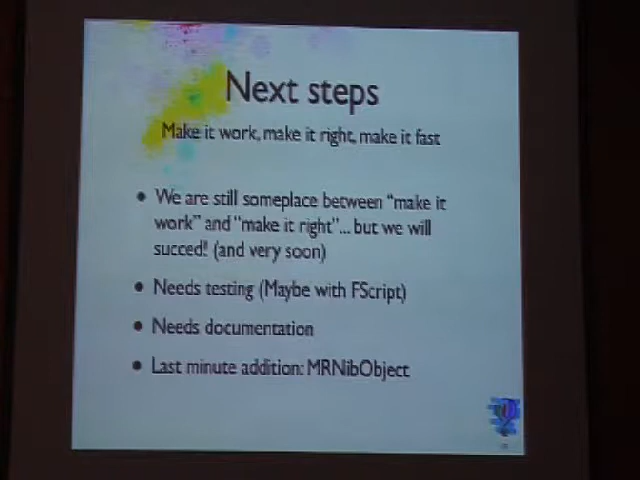 Next steps
Make it work, make it right, make it fast
• We are still someplace between "make it
work" and "make it right"... but we will
succed! (and very soon)
• Needs testing (Maybe with FScript)
• Needs documentation
• Last minute addition: MRNibObject